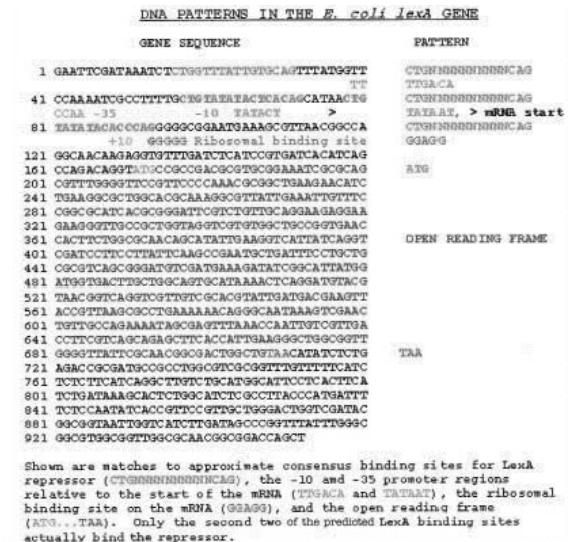 DNA PATTERNS IN THE E. coli lexA GENE
GENE SEQUENCE PATTERN
1 GAATTCGATAAATCTCTGGTTTATTGTGCAGTTTATGGTT CTGNNNNNNNNNNCAG
TT TTGACA
41 CCAAAATCGCCTTTTGCTGTATATACTCACAGCATAACTG CTGNNNNNNNNNNCAG
CCAA -35 -10 TATACT > TATAAT, > mRNA start
81 TATATACACCCAGGGGGCGGAATGAAAGCGTTAACGGCCA CTGNNNNNNNNNNCAG
+10 GGGGG Ribosomal binding site GGAGG
121 GGCAACAAGAGGTGTTTGATCTCATCCGTGATCACATCAG
161 CCAGACAGGTATGCCGCCGACGCGTGCGGAAATCGCGCAG ATG
201 CGTTTGGGGTTCCGTTCCCCAAACGCGGCTGAAGAACATC
241 TGAAGGCGCTGGCACGCAAAGGCGTTATTGAAATTGTTTC
281 CGGCGCATCACGCGGGATTCGTCTGTTGCAGGAAGAGGAA
321 GAAGGGTTGCCGCTGGTAGGTCGTGTGGCTGCCGGTGAAC
361 CACTTCTGGCGCAACAGCATATTGAAGGTCATTATCAGGT OPEN READING FRAME
401 CGATCCTTCCTTATTCAAGCCGAATGCTGATTTCCTGCTG
441 CGCGTCAGCGGGATGTCGATGAAAGATATCGGCATTATGG
481 ATGGTGACTTGCTGGCAGTGCATAAAACTCAGGATGTACG
521 TAACGGTCAGGTCGTTGTCGCACGTATTGATGACGAAGTT
561 ACCGTTAAGCGCCTGAAAAAACAGGGCAATAAAGTCGAAC
601 TGTTGCCAGAAAATAGCGAGTTTAAACCAATTGTCGTTGA
641 CCTTCGTCAGCAGAGCTTCACCATTGAAGGGCTGGCGGTT
681 GGGGTTATTCGCAACGGCGACTGGCTGTAACATATCTCTG TAA
721 AGACCGCGATGCCGCCTGGCGTCGCGGTTTGTTTTTCATC
761 TCTCTTCATCAGGCTTGTCTGCATGGCATTCCTCACTTCA
801 TCTGATAAAGCACTCTGGCATCTCGCCTTACCCATGATTT
841 TCTCCAATATCACCGTTCCGTTGCTGGGACTGGTCGATAC
881 GGCGGTAATTGGTCATCTTGATAGCCCGGTTTATTTGGGC
921 GGCGTGGCGGTTGGCGCAACGGCGGACCAGCT
Shown are matches to approximate consensus binding sites for LexA
repressor (CTGNNNNNNNNNNCAG), the -10 amd -35 promoter regions
relative to the start of the mRNA (TTGACA and TATAAT), the ribosomal
binding site on the mRNA (GGAGG), and the open reading frame
(ATG...TAA). Only the second two of the predicted LexA binding sites
actually bind the repressor.